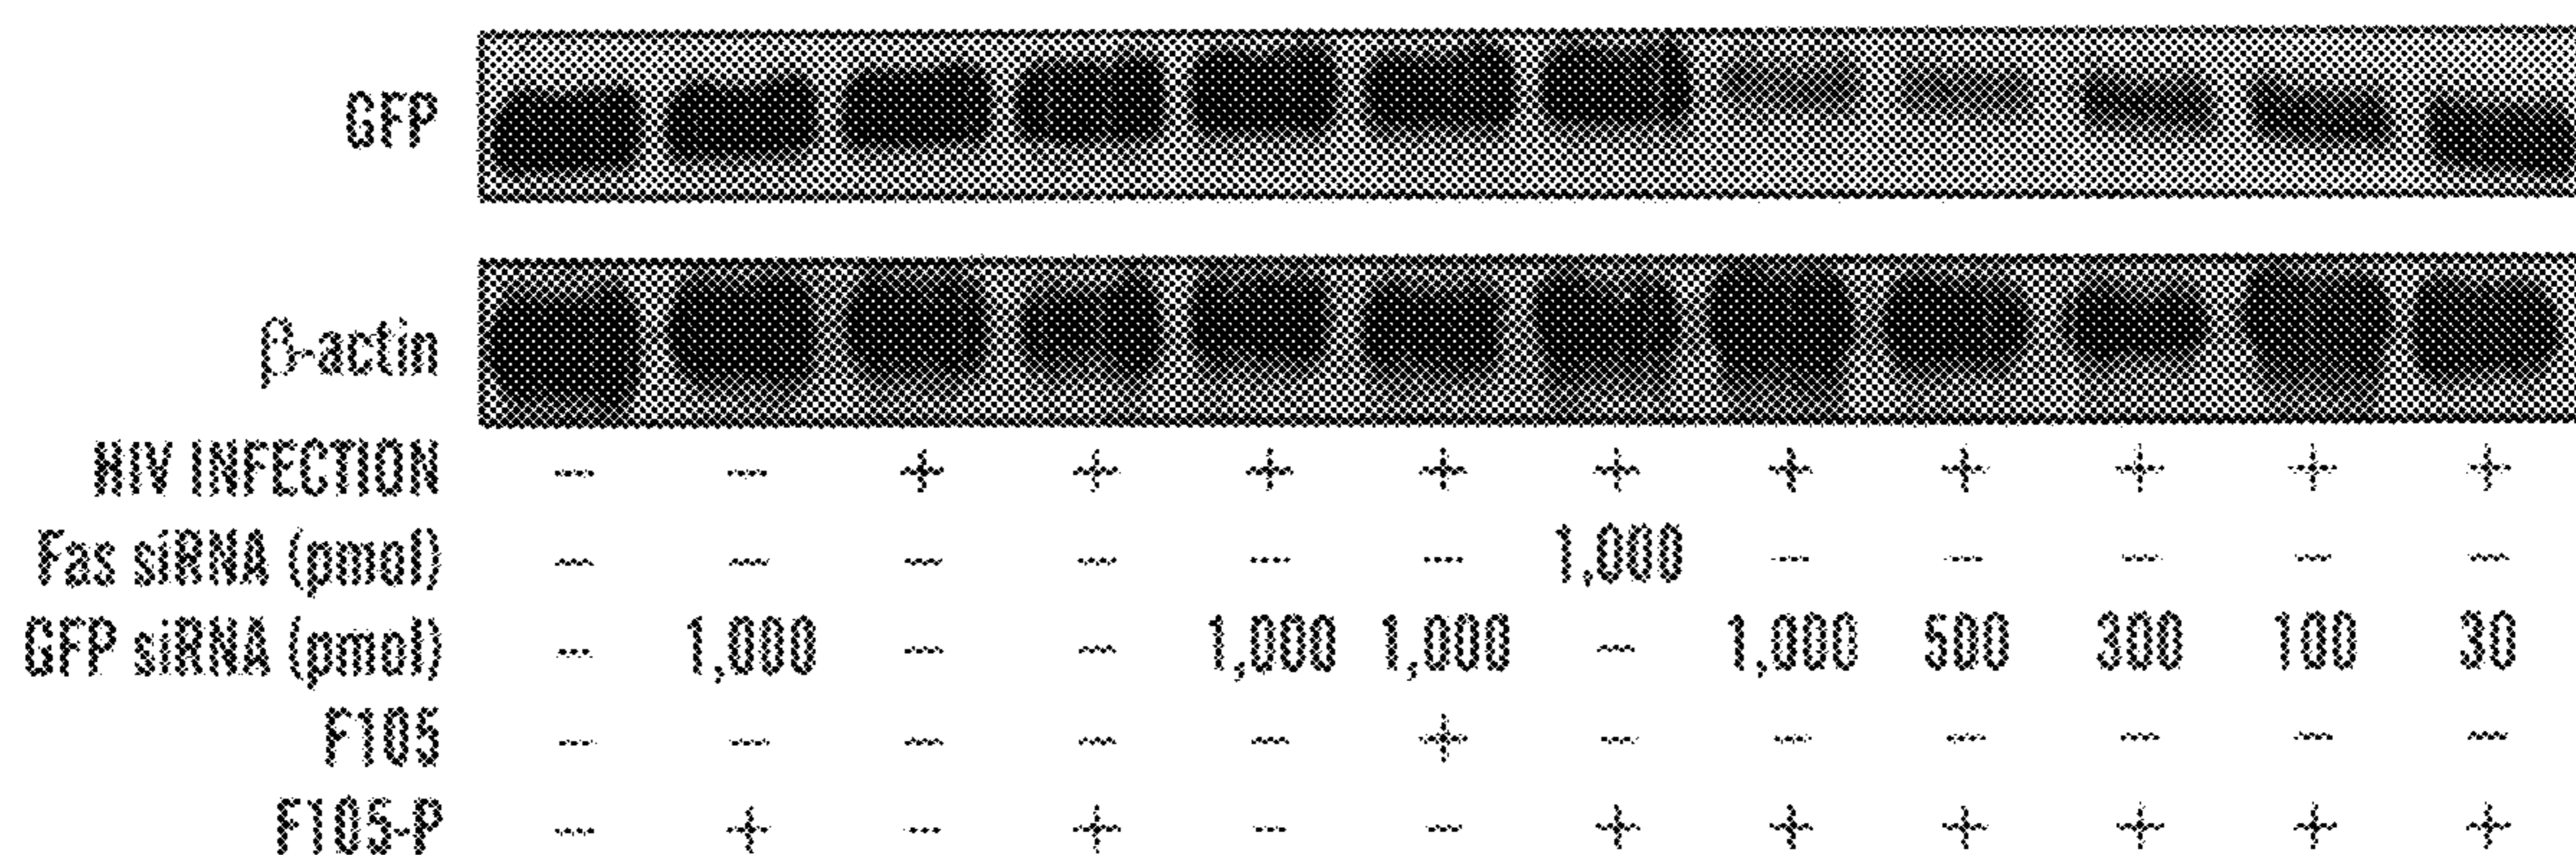 GFP
β-actin
HIV INFECTION - - + + + + + + + + + +
Fas siRNA (pmol) - - - - - - 1,000 - - - - -
GFP siRNA (pmol) - 1,000 - - 1,000 1,000 - 1,000 500 300 100 30
F105 - - - - - + - - - - - -
F105-P - + - + - - + + + + + +